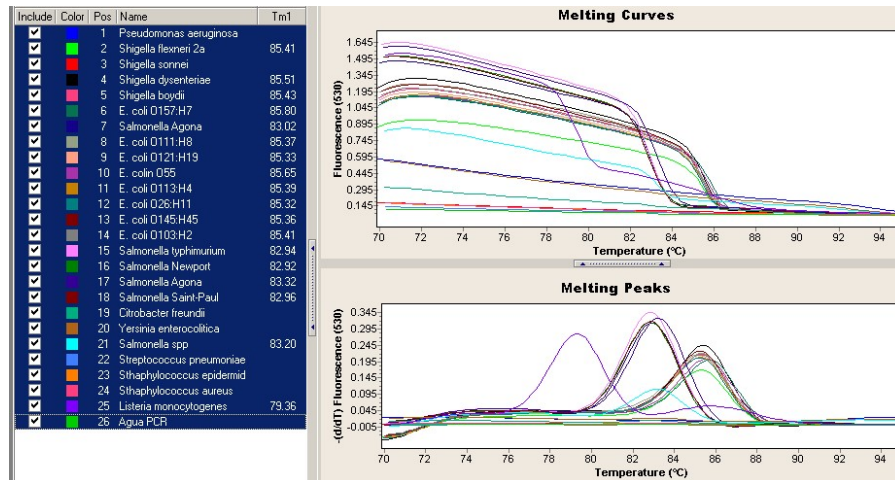 Include Color Pos Name Tm1
1 Pseudomonas aeruginosa
2 Shigella flexneri 2a 85.41
3 Shigella sonnei
4 Shigella dysenteriae 85.51
5 Shigella boydii 85.43
6 E. coli O157:H7 85.80
7 Salmonella Agona 83.02
8 E. coli O111:H8 85.37
9 E. coli O121:H19 85.33
10 E. colin O55 85.65
11 E. coli O113:H4 85.39
12 E. coli O26:H11 85.32
13 E. coli O145:H45 85.36
14 E. coli O103:H2 85.41
15 Salmonella typhimurium 82.94
16 Salmonella Newport 82.92
17 Salmonella Agona 83.32
18 Salmonella Saint-Paul 82.96
19 Citrobacter freundii
20 Yersinia enterocolitica
21 Salmonella spp 83.20
22 Streptococcus pneumoniae
23 Sthaphylococcus epidermid
24 Sthaphylococcus aureus
25 Listeria monocytogenes 79.36
26 Agua PCR
Melting Curves
Fluorescence (530)
1.645
1.495
1.345
1.195
1.045
0.895
0.745
0.595
0.445
0.295
0.145
70 72 74 76 78 80 82 84 86 88 90 92 94
Temperature (°C)
Melting Peaks
-(d/dT) Fluorescence (530)
0.345
0.295
0.245
0.195
0.145
0.095
0.045
-0.005
70 72 74 76 78 80 82 84 86 88 90 92 94
Temperature (°C)